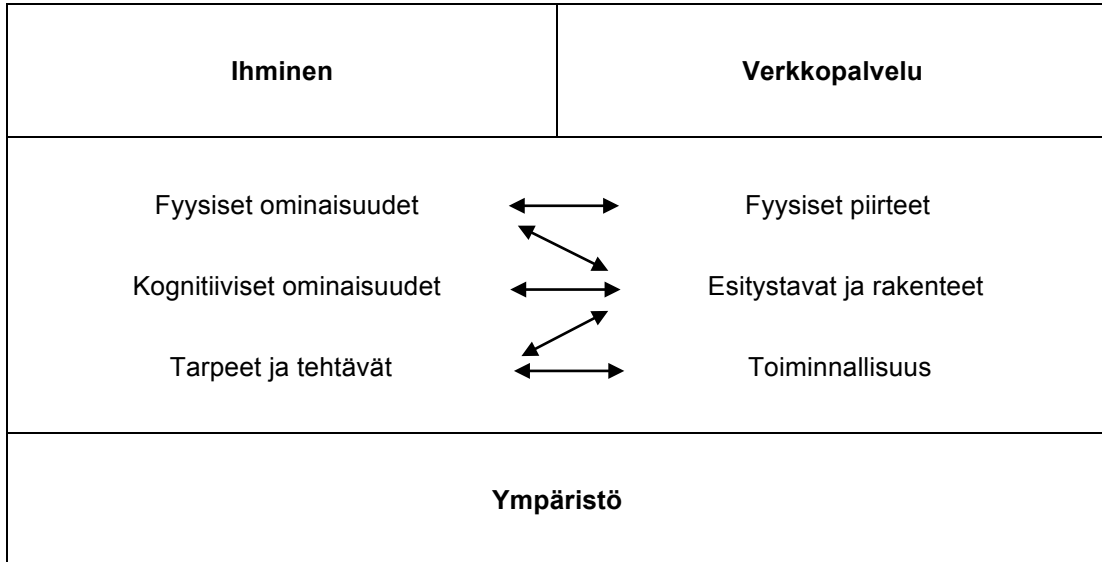 Ihminen
Verkkopalvelu
Fyysiset ominaisuudet
Fyysiset piirteet
Kognitiiviset ominaisuudet
Esitystavat ja rakenteet
Tarpeet ja tehtävät
Toiminnallisuus
Ympäristö